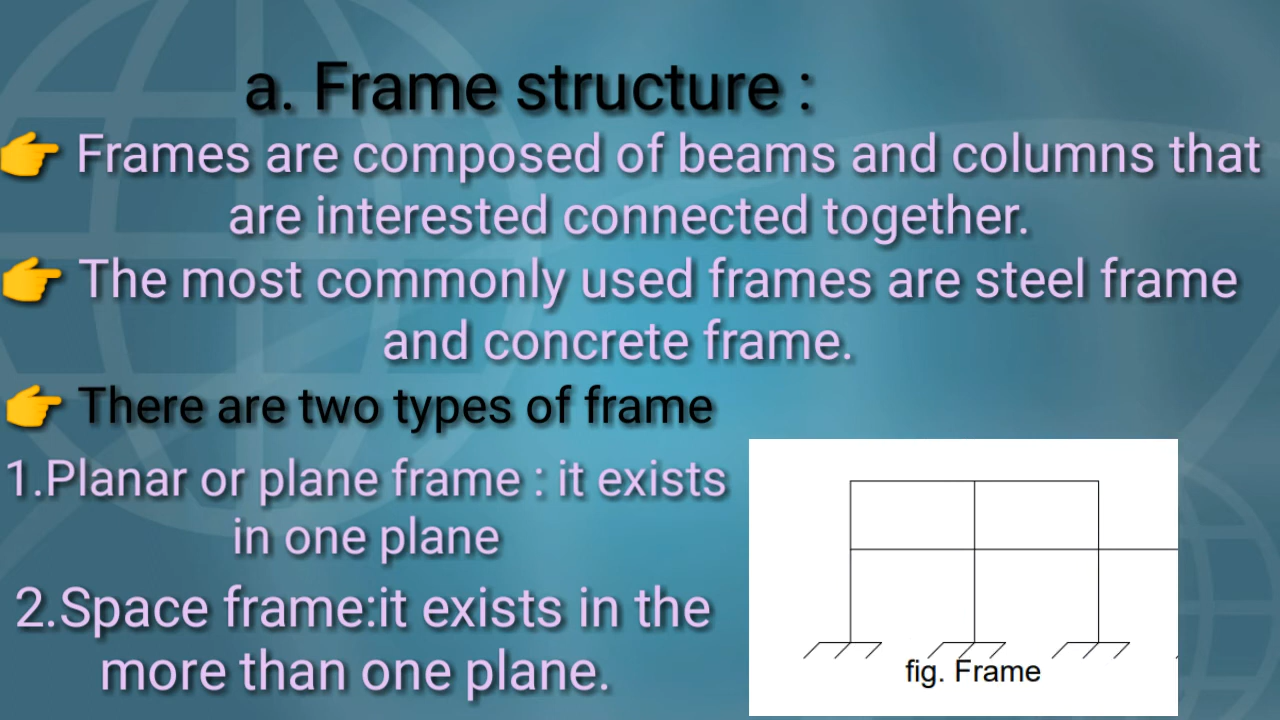 a. Frame structure :
👉 Frames are composed of beams and columns that
are interested connected together.
👉 The most commonly used frames are steel frame
and concrete frame.
👉 There are two types of frame
1.Planar or plane frame : it exists
in one plane
2.Space frame:it exists in the
more than one plane.
fig. Frame